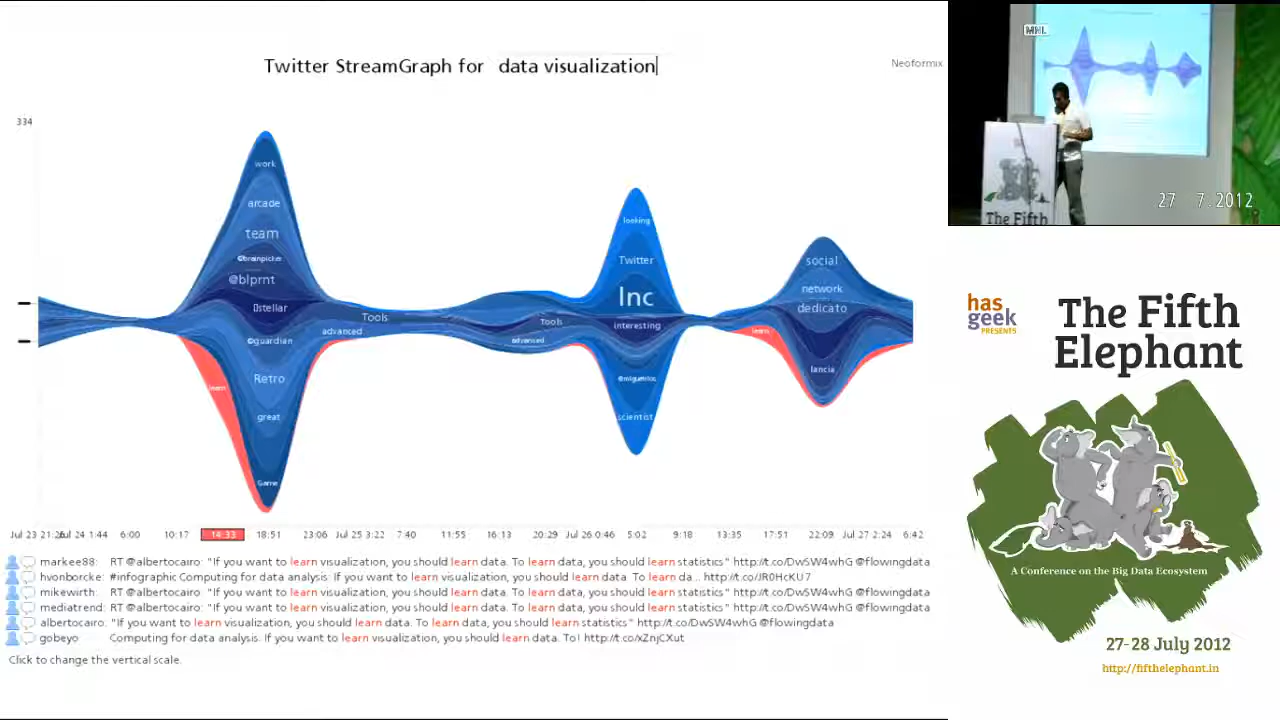 Twitter StreamGraph for data visualization
Neoformix
334
work
arcade
team
@brainpicker
@blprnt
stellar
@guardian
Retro
great
Game
learn
Tools
advanced
Tools
advanced
looking
Twitter
Inc
interesting
scientist
social
network
dedicato
learn
lancia
Jul 23 21:26 Jul 24 1:44 6:00 10:17 14:33 18:51 23:06 Jul 25 3:22 7:40 11:55 16:13 20:29 Jul 26 0:46 5:02 9:18 13:35 17:51 22:09 Jul 27 2:24 6:42
markee88: RT @albertocairo: "If you want to learn visualization, you should learn data. To learn data, you should learn statistics" http://t.co/DwSW4whG @flowingdata
hvonborcke: #infographic Computing for data analysis: If you want to learn visualization, you should learn data. To learn da... http://t.co/JR0HcKU7
mikewirth: RT @albertocairo: "If you want to learn visualization, you should learn data. To learn data, you should learn statistics" http://t.co/DwSW4whG @flowingdata
mediatrend: RT @albertocairo: "If you want to learn visualization, you should learn data. To learn data, you should learn statistics" http://t.co/DwSW4whG @flowingdata
albertocairo: "If you want to learn visualization, you should learn data. To learn data, you should learn statistics" http://t.co/DwSW4whG @flowingdata
gobeyo: Computing for data analysis. If you want to learn visualization, you should learn data. To! http://t.co/xZnjCXut
Click to change the vertical scale.
The Fifth
27 7.2012
has
geek
PRESENTS
The Fifth
Elephant
A Conference on the Big Data Ecosystem
27-28 July 2012
http://fifthelephant.in